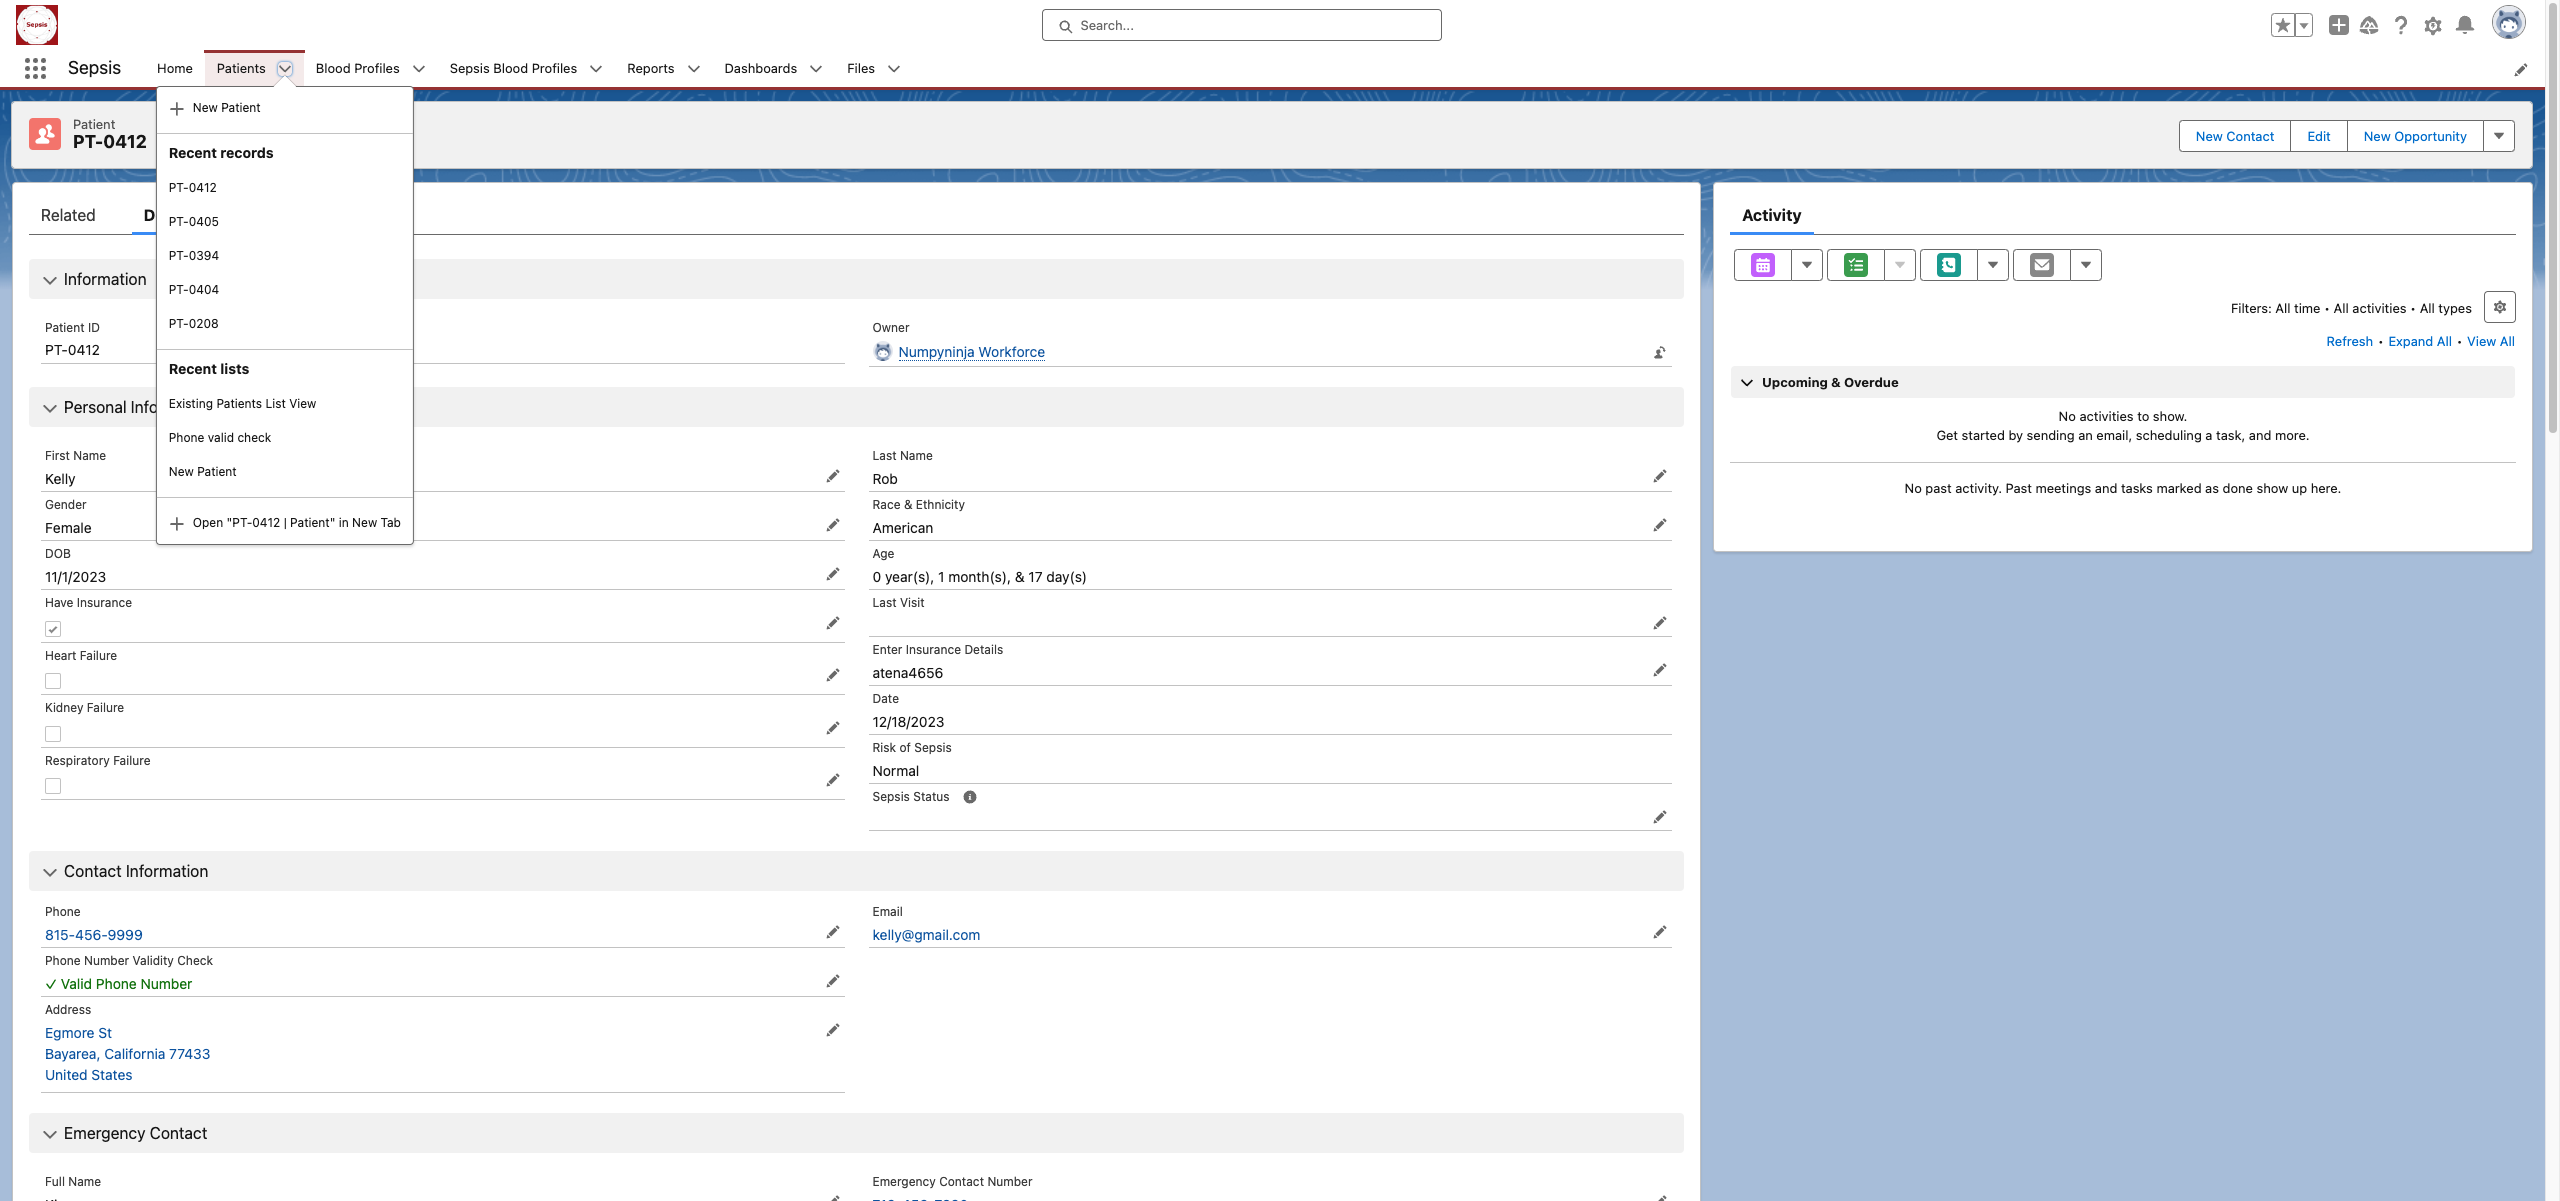 Sepsis
Search...
Sepsis
Home
Patients
Blood Profiles
Sepsis Blood Profiles
Reports
Dashboards
Files
New Patient
Recent records
PT-0412
PT-0405
PT-0394
PT-0404
PT-0208
Recent lists
Existing Patients List View
Phone valid check
New Patient
Open "PT-0412 | Patient" in New Tab
Patient
PT-0412
New Contact
Edit
New Opportunity
Related
D
Information
Patient ID
PT-0412
Owner
Numpyninja Workforce
Personal Info
First Name
Kelly
Last Name
Rob
Gender
Female
Race & Ethnicity
American
DOB
11/1/2023
Age
0 year(s), 1 month(s), & 17 day(s)
Have Insurance
Last Visit
Heart Failure
Enter Insurance Details
atena4656
Kidney Failure
Date
12/18/2023
Respiratory Failure
Risk of Sepsis
Normal
Sepsis Status
Contact Information
Phone
815-456-9999
Email
kelly@gmail.com
Phone Number Validity Check
✓ Valid Phone Number
Address
Egmore St
Bayarea, California 77433
United States
Emergency Contact
Full Name
Emergency Contact Number
Activity
Filters: All time • All activities • All types
Refresh • Expand All • View All
Upcoming & Overdue
No activities to show.
Get started by sending an email, scheduling a task, and more.
No past activity. Past meetings and tasks marked as done show up here.